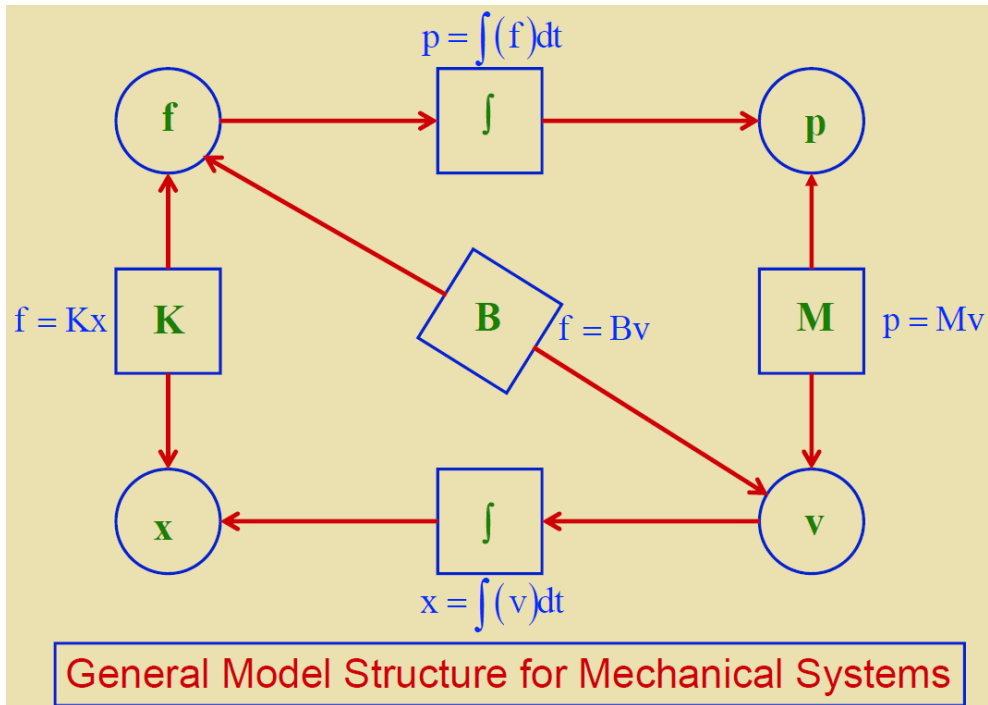 p = ∫(f)dt
f
∫
p
f = Kx
K
B
f = Bv
M
p = Mv
x
∫
v
x = ∫(v)dt
General Model Structure for Mechanical Systems